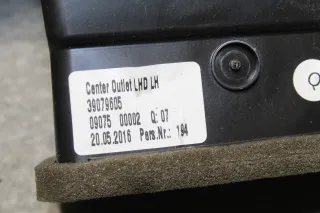 Center Outlet LHD LH
39079605
09075 00002 Q: 07
20.05.2016 Pers.Nr.: 194
Q